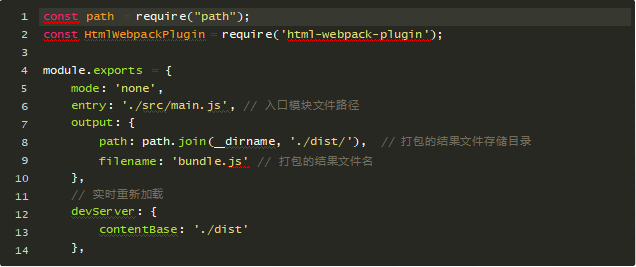 1 const path = require("path");
2 const HtmlWebpackPlugin = require('html-webpack-plugin');
3
4 module.exports = {
5 mode: 'none',
6 entry: './src/main.js', // 入口模块文件路径
7 output: {
8 path: path.join(__dirname, './dist/'), // 打包的结果文件存储目录
9 filename: 'bundle.js' // 打包的结果文件名
10 },
11 // 实时重新加载
12 devServer: {
13 contentBase: './dist'
14 },